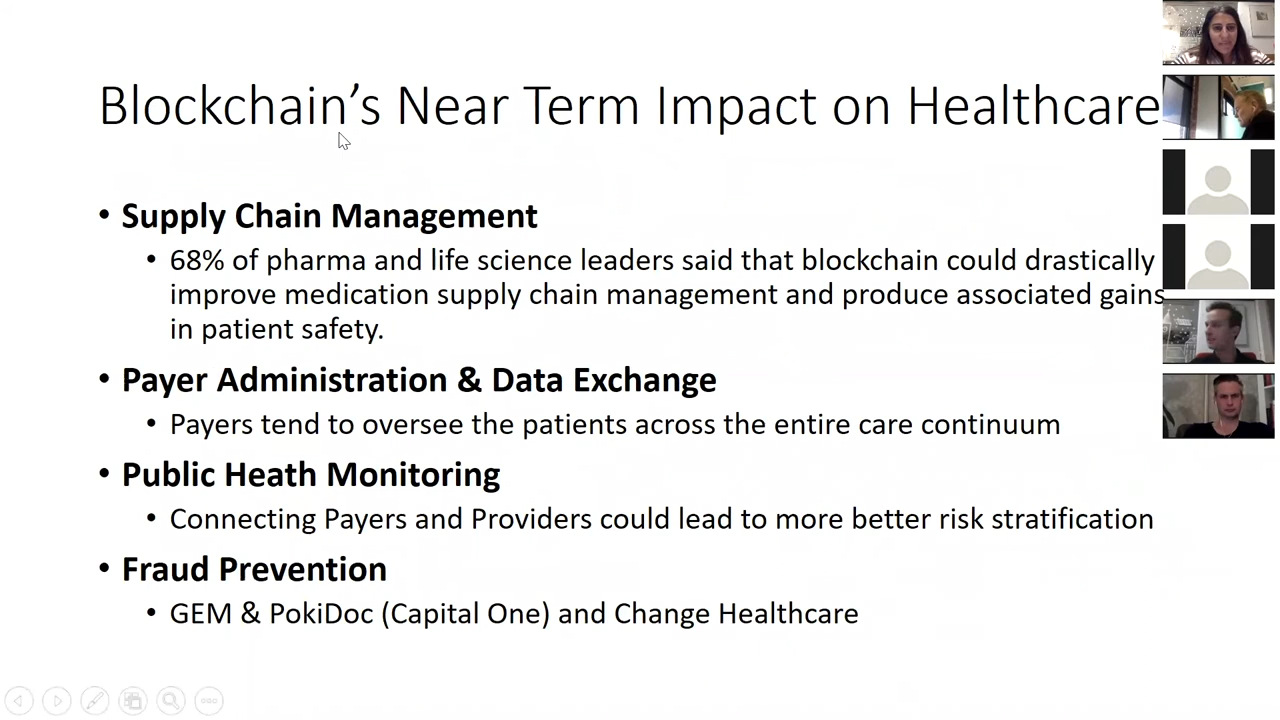 Blockchain’s Near Term Impact on Healthcare
• Supply Chain Management
• 68% of pharma and life science leaders said that blockchain could drastically
improve medication supply chain management and produce associated gains
in patient safety.
• Payer Administration & Data Exchange
• Payers tend to oversee the patients across the entire care continuum
• Public Heath Monitoring
• Connecting Payers and Providers could lead to more better risk stratification
• Fraud Prevention
• GEM & PokiDoc (Capital One) and Change Healthcare